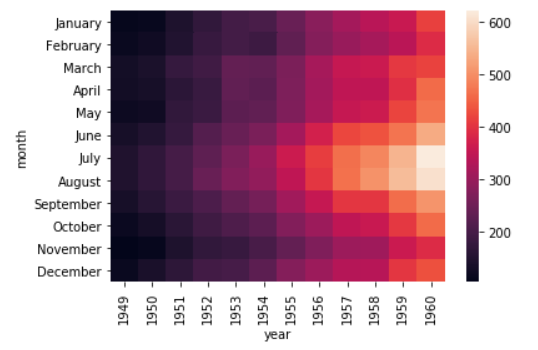 January
February
March
April
May
June
July
August
September
October
November
December
month
1949 1950 1951 1952 1953 1954 1955 1956 1957 1958 1959 1960
year
600
500
400
300
200